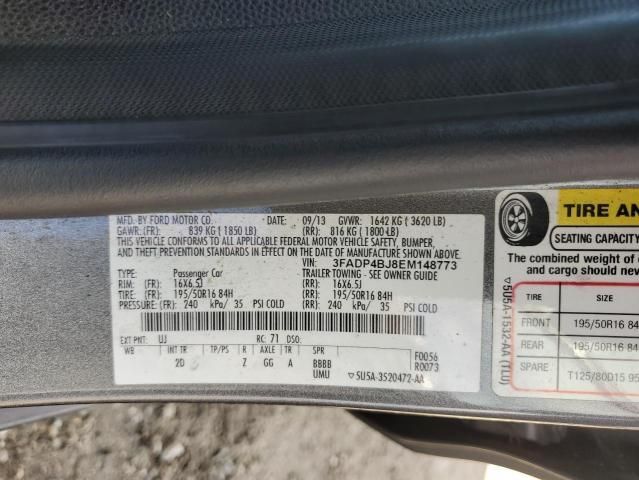 MFD. BY FORD MOTOR CO. 09/13 GVWR: 1642 KG ( 3620 LB)
GAWR: (FR): 839 KG ( 1850 LB) (RR): 816 KG ( 1800 LB)
THIS VEHICLE CONFORMS TO ALL APPLICABLE FEDERAL MOTOR VEHICLE SAFETY, BUMPER,
AND THEFT PREVENTION STANDARDS IN EFFECT ON THE DATE OF MANUFACTURE SHOWN ABOVE.
VIN: 3FADP4BJ8EM148773
TYPE: Passenger Car TRAILER TOWING - SEE OWNER GUIDE
RIM: (FR): 16X6.5J (RR): 16X6.5J
TIRE: (FR): 195/50R16 84H (RR): 195/50R16 84H
PRESSURE: (FR): 240 kPa/ 35 PSI COLD (RR): 240 kPa/ 35 PSI COLD
EXT PNT: UJ RC: 71 DSO:
WB INT TR TP/PS R AXLE TR SPR F0056
2D Z GG A BBBB R0073
UMU ▽5U5A-3520472-AA
TIRE AN
SEATING CAPACITY
The combined weight of
and cargo should nev
TIRE SIZE
FRONT 195/50R16 84
REAR 195/50R16 84
SPARE T125/80D15 95
▽5U5A-1532-AA (TLU)